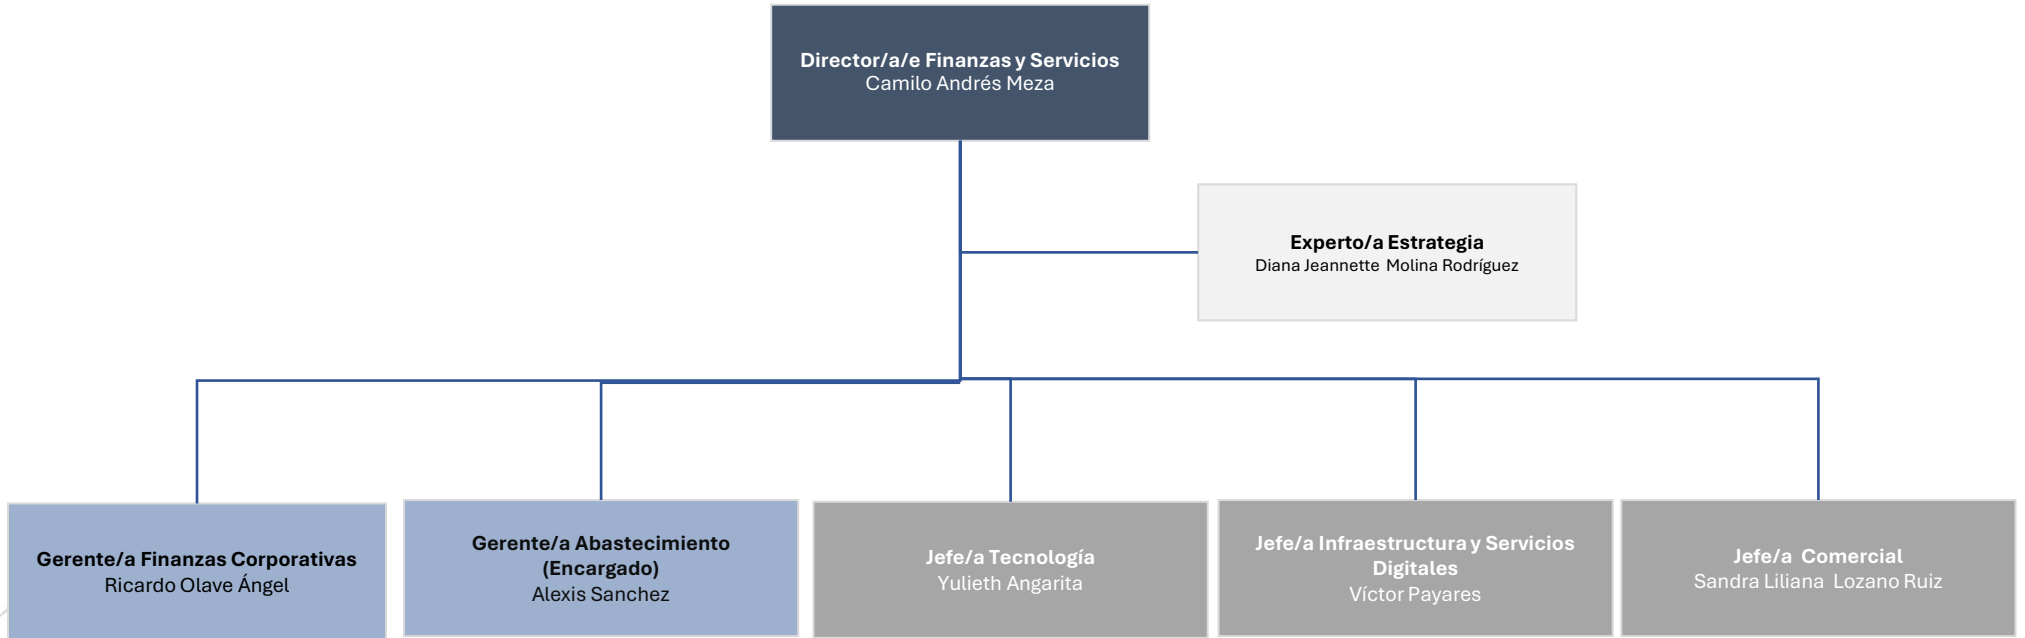 Director/a/e Finanzas y Servicios
Camilo Andrés Meza
Experto/a Estrategia
Diana Jeannette Molina Rodríguez
Gerente/a Finanzas Corporativas
Ricardo Olave Ángel
Gerente/a Abastecimiento
(Encargado)
Alexis Sanchez
Jefe/a Tecnología
Yulieth Angarita
Jefe/a Infraestructura y Servicios
Digitales
Víctor Payares
Jefe/a Comercial
Sandra Liliana Lozano Ruiz